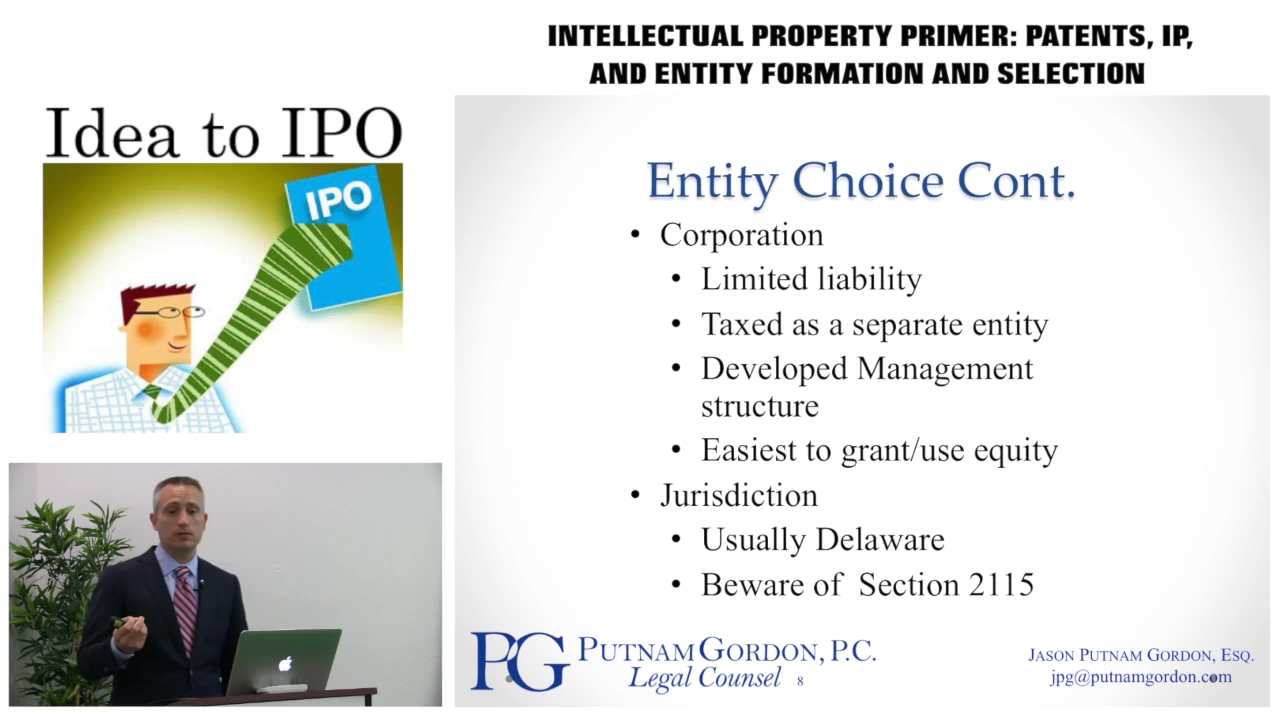 INTELLECTUAL PROPERTY PRIMER: PATENTS, IP,
AND ENTITY FORMATION AND SELECTION
Idea to IPO
IPO
Entity Choice Cont.
• Corporation
• Limited liability
• Taxed as a separate entity
• Developed Management
structure
• Easiest to grant/use equity
• Jurisdiction
• Usually Delaware
• Beware of Section 2115
PG PUTNAM GORDON, P.C.
Legal Counsel
8
JASON PUTNAM GORDON, ESQ.
jpg@putnamgordon.com